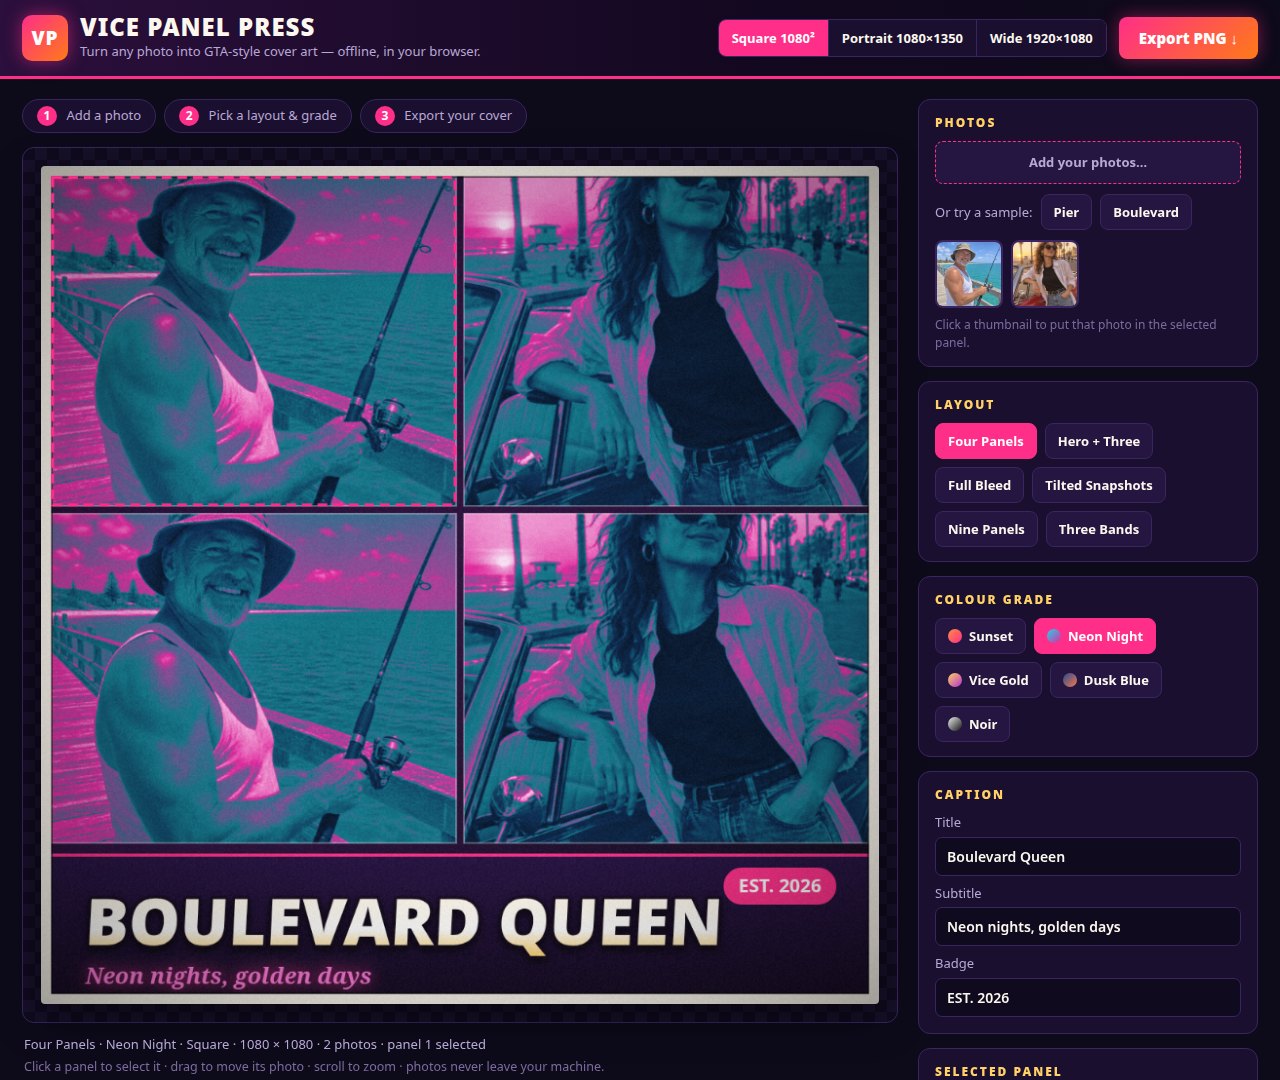 VP
VICE PANEL PRESS
Turn any photo into GTA-style cover art — offline, in your browser.
Square 1080²
Portrait 1080×1350
Wide 1920×1080
Export PNG ↓
1 Add a photo
2 Pick a layout & grade
3 Export your cover
EST. 2026
BOULEVARD QUEEN
Neon nights, golden days
Four Panels · Neon Night · Square · 1080 × 1080 · 2 photos · panel 1 selected
Click a panel to select it · drag to move its photo · scroll to zoom · photos never leave your machine.
PHOTOS
Add your photos...
Or try a sample:
Pier
Boulevard
Click a thumbnail to put that photo in the selected
panel.
LAYOUT
Four Panels
Hero + Three
Full Bleed
Tilted Snapshots
Nine Panels
Three Bands
COLOUR GRADE
Sunset
Neon Night
Vice Gold
Dusk Blue
Noir
CAPTION
Title
Boulevard Queen
Subtitle
Neon nights, golden days
Badge
EST. 2026
SELECTED PANEL